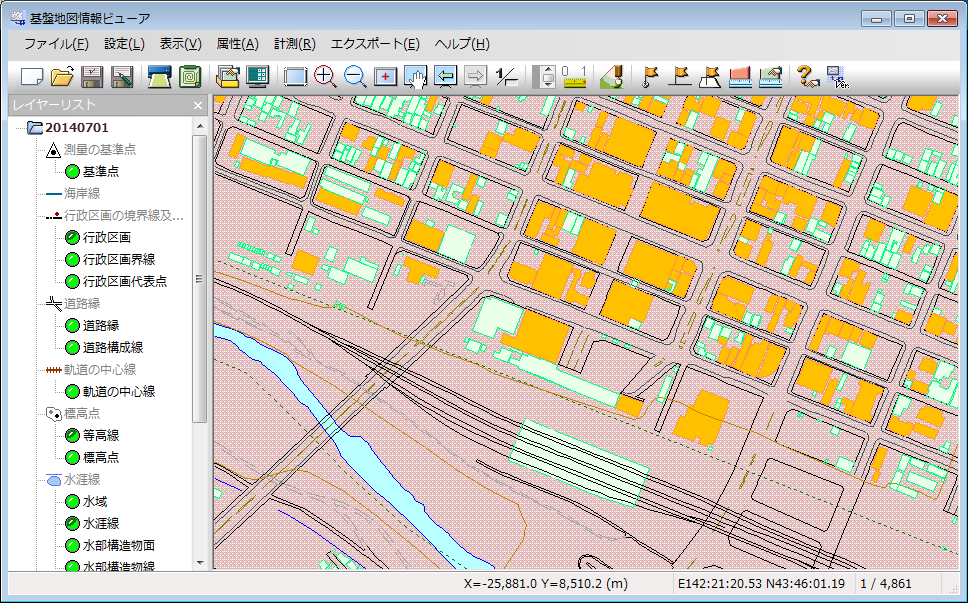 基盤地図情報ビューア
ファイル(F) 設定(L) 表示(V) 属性(A) 計測(R) エクスポート(E) ヘルプ(H)
レイヤーリスト
20140701
測量の基準点
基準点
海岸線
行政区画の境界線及...
行政区画
行政区画界線
行政区画代表点
道路縁
道路縁
道路構成線
軌道の中心線
軌道の中心線
標高点
等高線
標高点
水涯線
水域
水涯線
水部構造物面
水部構造物線
X=-25,881.0 Y=8,510.2 (m) E142:21:20.53 N43:46:01.19 1 / 4,861